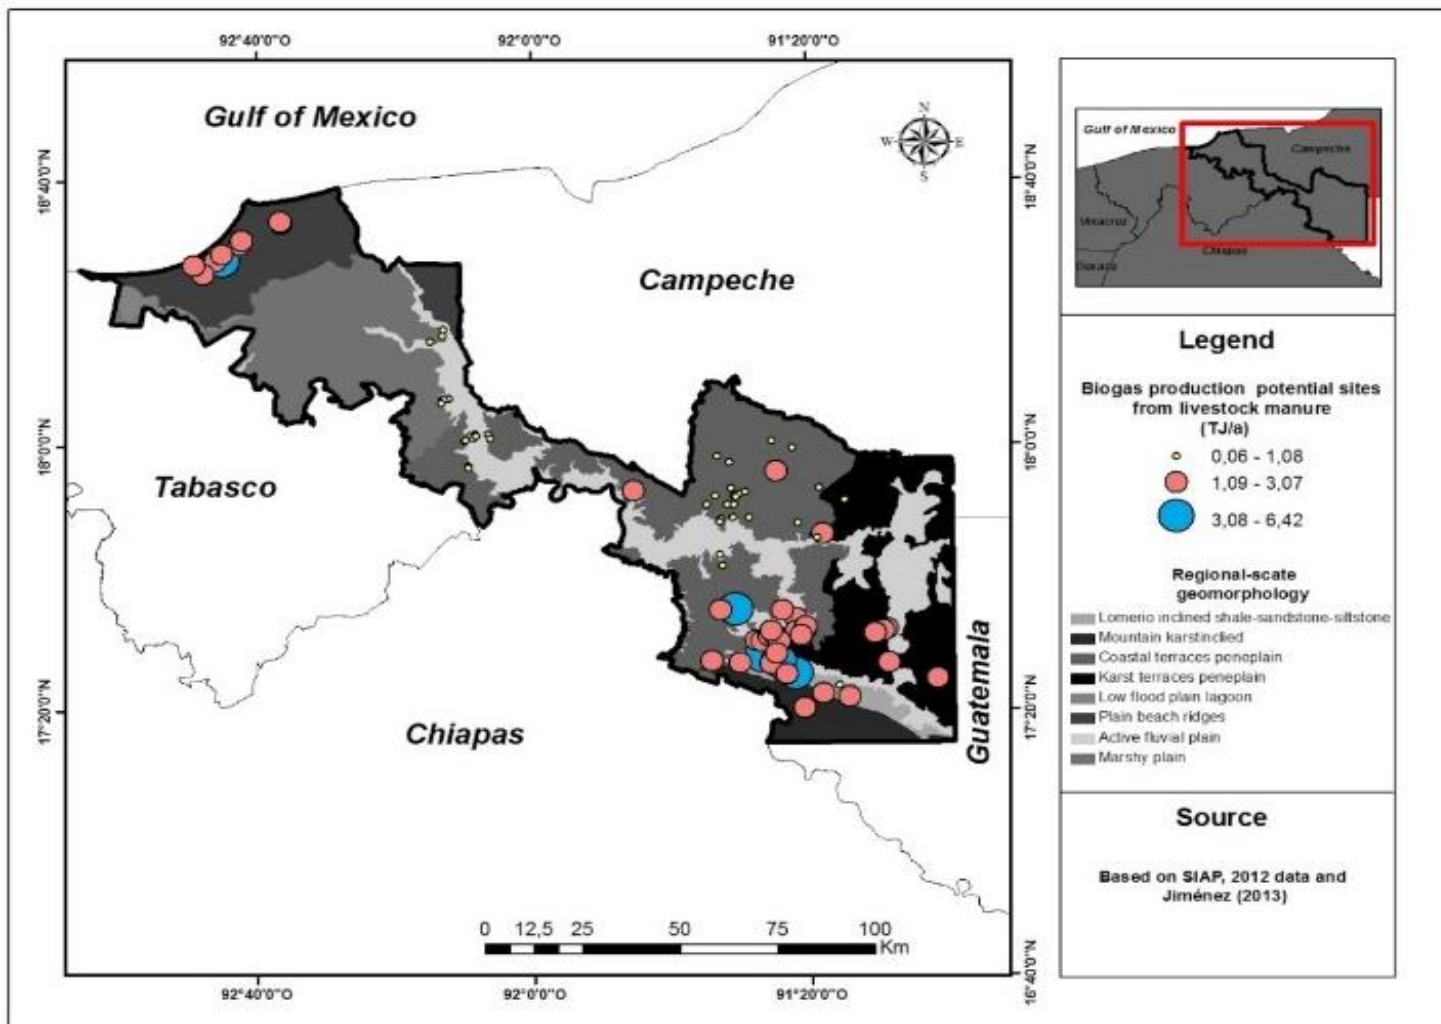 92°40'0"O
92°0'0"O
91°20'0"O
Gulf of Mexico
N
W
E
S
18°40'0"N
18°40'0"N
Campeche
18°0'0"N
18°0'0"N
Tabasco
Guatemala
17°20'0"N
17°20'0"N
Chiapas
0 12,5 25 50 75 100
Km
16°40'0"N
92°40'0"O
92°0'0"O
91°20'0"O
Gulf of Mexico
Campeche
Veracruz
Oaxaca
Chiapas
Legend
Biogas production potential sites
from livestock manure
(TJ/a)
0,06 - 1,08
1,09 - 3,07
3,08 - 6,42
Regional-scate
geomorphology
Lomerio inclined shale-sandstone-siltstone
Mountain karstinclied
Coastal terraces peneplain
Karst terraces peneplain
Low flood plain lagoon
Plain beach ridges
Active fluvial plain
Marshy plain
Source
Based on SIAP, 2012 data and
Jiménez (2013)